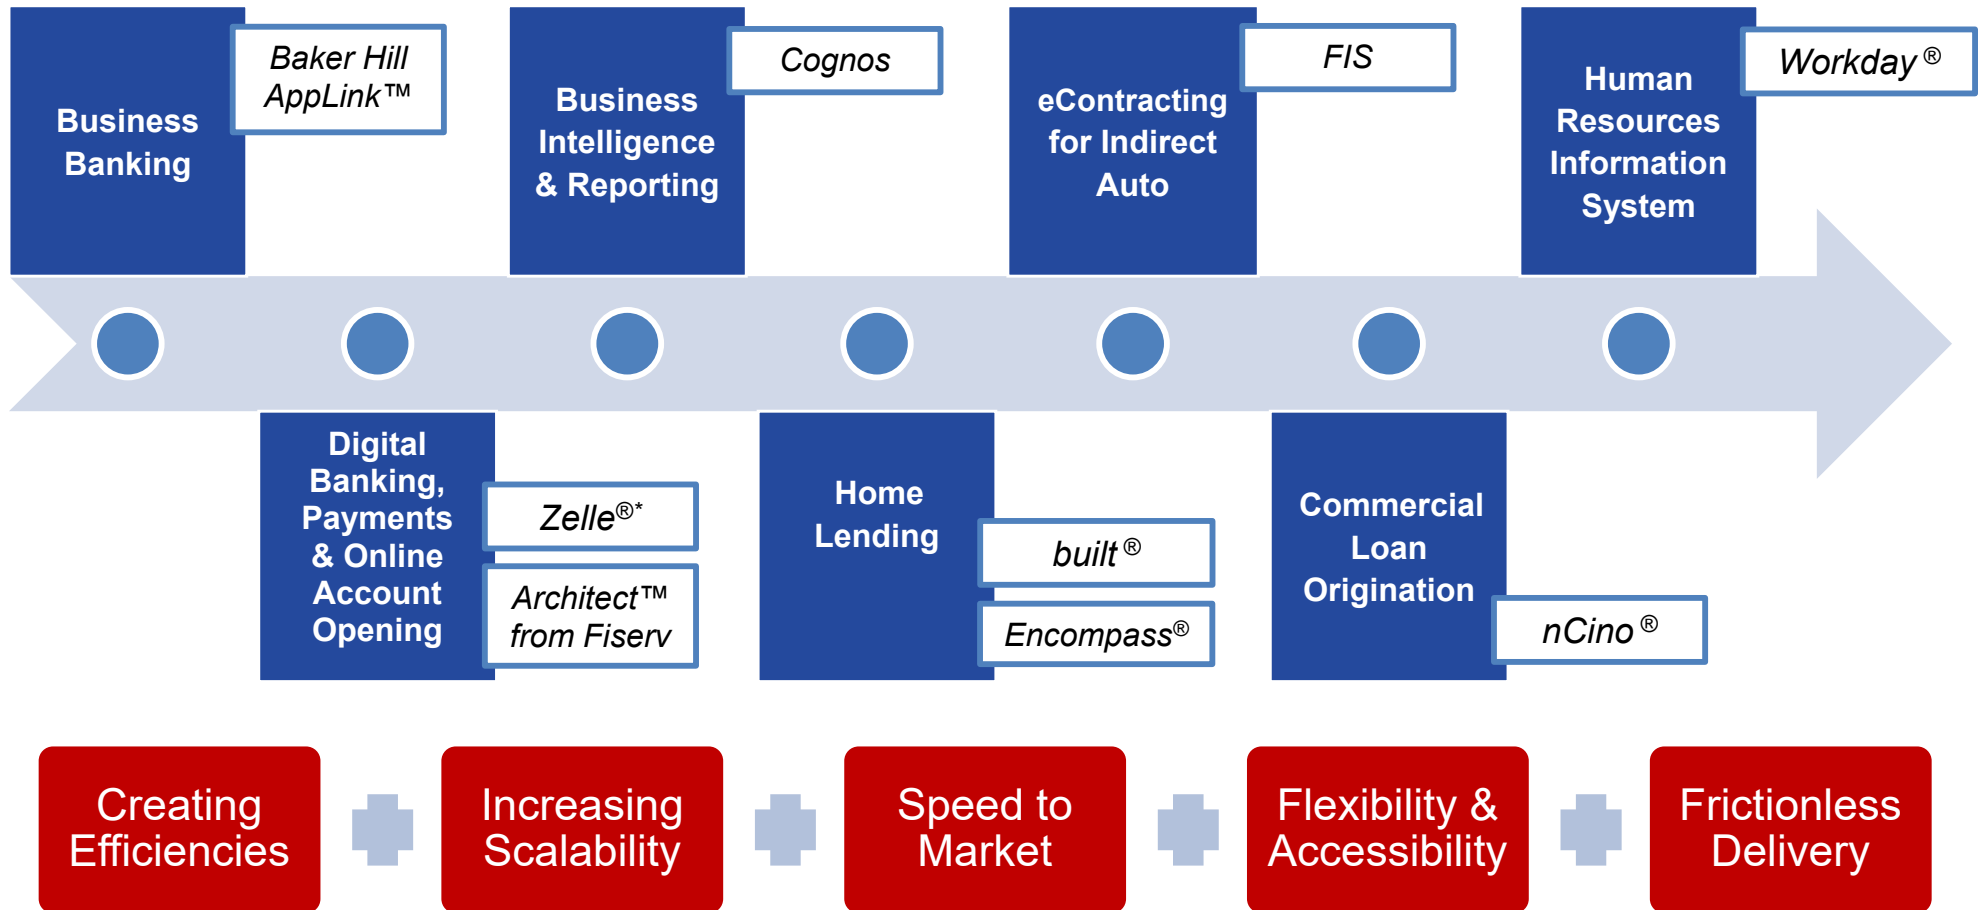 Business
Banking
Baker Hill
AppLink™
Business
Intelligence
& Reporting
Cognos
eContracting
for Indirect
Auto
FIS
Human
Resources
Information
System
Workday ®
Digital
Banking,
Payments
& Online
Account
Opening
Zelle®*
Architect™
from Fiserv
Home
Lending
built ®
Encompass®
Commercial
Loan
Origination
nCino ®
Creating
Efficiencies
Increasing
Scalability
Speed to
Market
Flexibility &
Accessibility
Frictionless
Delivery